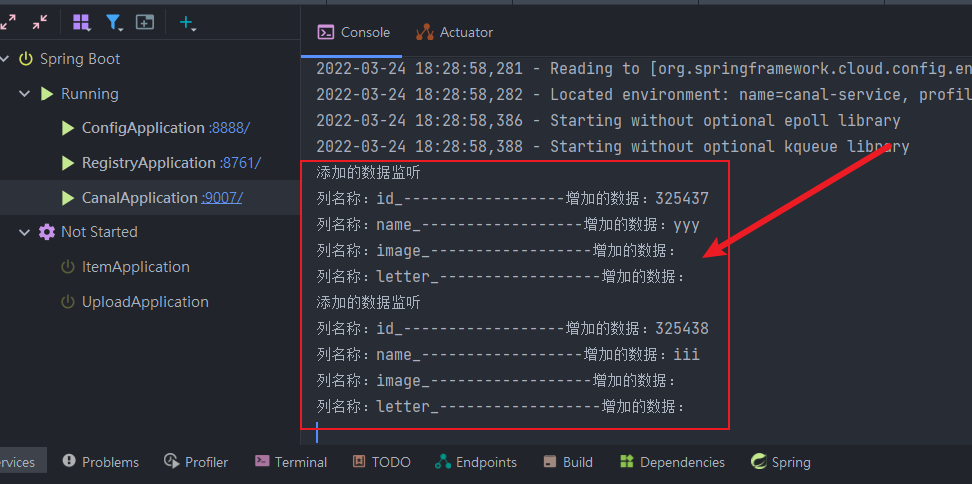 Console
Actuator
Spring Boot
Running
ConfigApplication :8888/
RegistryApplication :8761/
CanalApplication :9007/
Not Started
ItemApplication
UploadApplication
2022-03-24 18:28:58,281 - Reading to [org.springframework.cloud.config.en
2022-03-24 18:28:58,282 - Located environment: name=canal-service, profil
2022-03-24 18:28:58,386 - Starting without optional epoll library
2022-03-24 18:28:58,388 - Starting without optional kqueue library
添加的数据监听
列名称：id_------------------增加的数据：325437
列名称：name_------------------增加的数据：yyy
列名称：image_------------------增加的数据：
列名称：letter_------------------增加的数据：
添加的数据监听
列名称：id_------------------增加的数据：325438
列名称：name_------------------增加的数据：iii
列名称：image_------------------增加的数据：
列名称：letter_------------------增加的数据：
rvices
Problems
Profiler
Terminal
TODO
Endpoints
Build
Dependencies
Spring